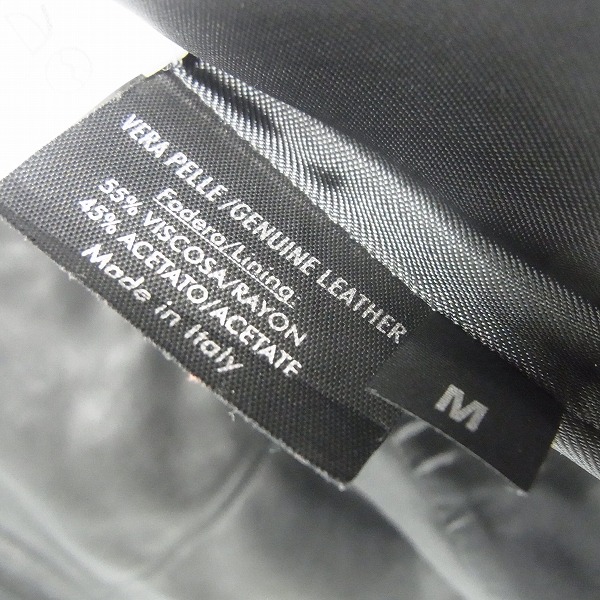 VERA PELLE/GENUINE LEATHER
Fodero/Lining:
55% VISCOSA/RAYON
45% ACETATO/ACETATE
Made in Italy
M